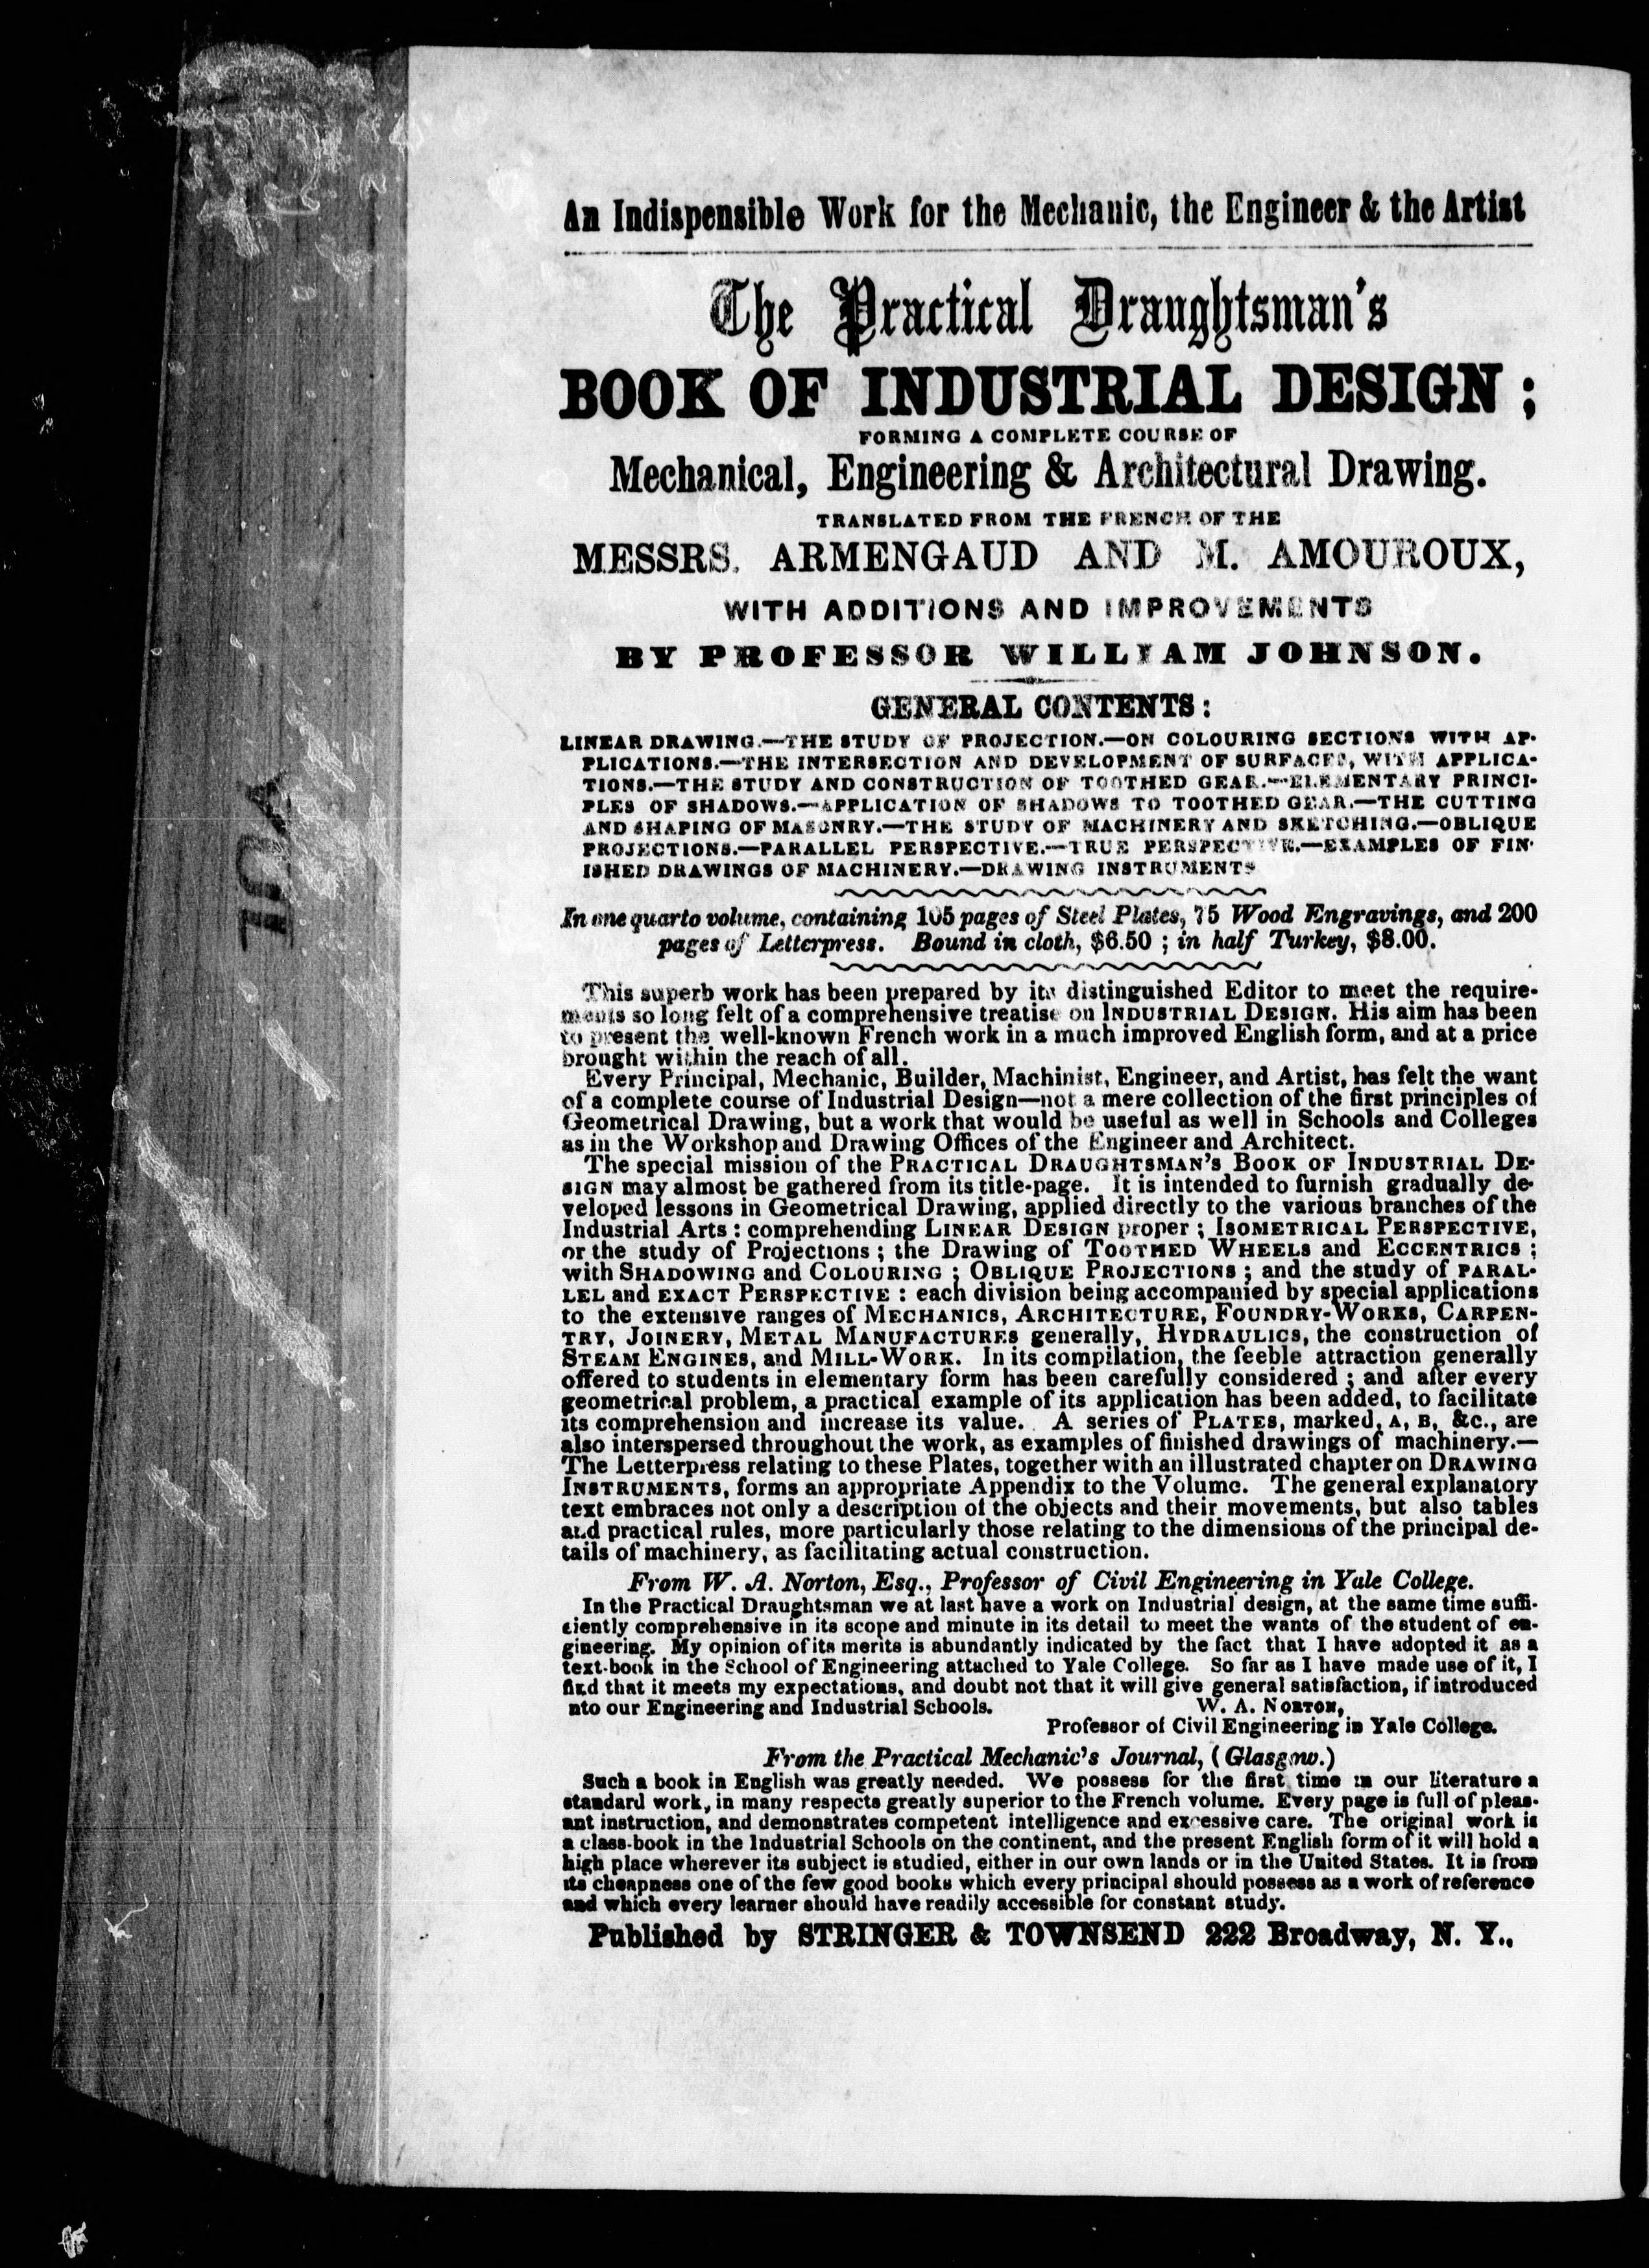 An Indispensible Work for the Mechanic, the Engineer & the Artist
The Practical Draughtsman's
BOOK OF INDUSTRIAL DESIGN;
FORMING A COMPLETE COURSE OF
Mechanical, Engineering & Architectural Drawing.
TRANSLATED FROM THE FRENCH OF THE
MESSRS. ARMENGAUD AND M. AMOUROUX,
WITH ADDITIONS AND IMPROVEMENTS
BY PROFESSOR WILLIAM JOHNSON.
GENERAL CONTENTS:
LINEAR DRAWING.—THE STUDY OF PROJECTION.—ON COLOURING SECTIONS WITH AP-
PLICATIONS.—THE INTERSECTION AND DEVELOPMENT OF SURFACES, WITH APPLICA-
TIONS.—THE STUDY AND CONSTRUCTION OF TOOTHED GEAR.—ELEMENTARY PRINCI-
PLES OF SHADOWS.—APPLICATION OF SHADOWS TO TOOTHED GEAR.—THE CUTTING
AND SHAPING OF MASONRY.—THE STUDY OF MACHINERY AND SKETCHING.—OBLIQUE
PROJECTIONS.—PARALLEL PERSPECTIVE.—TRUE PERSPECTIVE.—EXAMPLES OF FIN-
ISHED DRAWINGS OF MACHINERY.—DRAWING INSTRUMENTS
In one quarto volume, containing 105 pages of Steel Plates, 75 Wood Engravings, and 200
pages of Letterpress. Bound in cloth, $6.50 ; in half Turkey, $8.00.
This superb work has been prepared by its distinguished Editor to meet the require-
ments so long felt of a comprehensive treatise on INDUSTRIAL DESIGN. His aim has been
to present the well-known French work in a much improved English form, and at a price
brought within the reach of all.
Every Principal, Mechanic, Builder, Machinist, Engineer, and Artist, has felt the want
of a complete course of Industrial Design—not a mere collection of the first principles of
Geometrical Drawing, but a work that would be useful as well in Schools and Colleges
as in the Workshop and Drawing Offices of the Engineer and Architect.
The special mission of the PRACTICAL DRAUGHTSMAN'S BOOK OF INDUSTRIAL DE-
SIGN may almost be gathered from its title-page. It is intended to furnish gradually de-
veloped lessons in Geometrical Drawing, applied directly to the various branches of the
Industrial Arts : comprehending LINEAR DESIGN proper ; ISOMETRICAL PERSPECTIVE,
or the study of Projections ; the Drawing of TOOTHED WHEELS and ECCENTRICS ;
with SHADOWING and COLOURING ; OBLIQUE PROJECTIONS ; and the study of PARAL-
LEL and EXACT PERSPECTIVE : each division being accompanied by special applications
to the extensive ranges of MECHANICS, ARCHITECTURE, FOUNDRY-WORKS, CARPEN-
TRY, JOINERY, METAL MANUFACTURES generally, HYDRAULICS, the construction of
STEAM ENGINES, and MILL-WORK. In its compilation, the feeble attraction generally
offered to students in elementary form has been carefully considered ; and after every
geometrical problem, a practical example of its application has been added, to facilitate
its comprehension and increase its value. A series of PLATES, marked, A, B, &c., are
also interspersed throughout the work, as examples of finished drawings of machinery.—
The Letterpress relating to these Plates, together with an illustrated chapter on DRAWING
INSTRUMENTS, forms an appropriate Appendix to the Volume. The general explanatory
text embraces not only a description of the objects and their movements, but also tables
and practical rules, more particularly those relating to the dimensions of the principal de-
tails of machinery, as facilitating actual construction.
From W. A. Norton, Esq., Professor of Civil Engineering in Yale College.
In the Practical Draughtsman we at last have a work on Industrial design, at the same time suffi-
ciently comprehensive in its scope and minute in its detail to meet the wants of the student of en-
gineering. My opinion of its merits is abundantly indicated by the fact that I have adopted it as a
text-book in the School of Engineering attached to Yale College. So far as I have made use of it, I
find that it meets my expectations, and doubt not that it will give general satisfaction, if introduced
nto our Engineering and Industrial Schools. W. A. NORTON,
Professor of Civil Engineering in Yale College.
From the Practical Mechanic's Journal, (Glasgow.)
Such a book in English was greatly needed. We possess for the first time in our literature a
standard work, in many respects greatly superior to the French volume. Every page is full of pleas-
ant instruction, and demonstrates competent intelligence and excessive care. The original work is
a class-book in the Industrial Schools on the continent, and the present English form of it will hold a
high place wherever its subject is studied, either in our own lands or in the United States. It is from
its cheapness one of the few good books which every principal should possess as a work of reference
and which every learner should have readily accessible for constant study.
Published by STRINGER & TOWNSEND 222 Broadway, N. Y.,